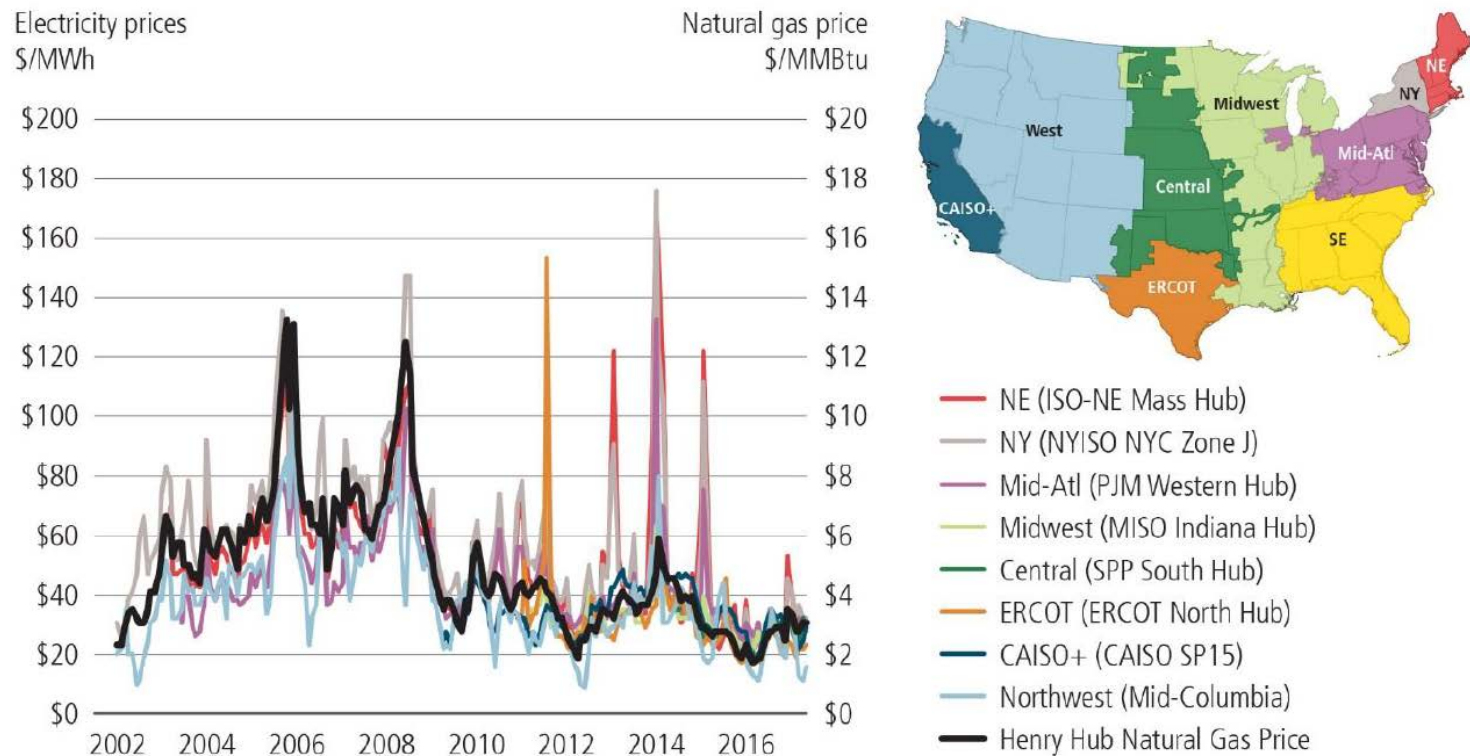 Electricity prices
$/MWh
Natural gas price
$/MMBtu
$200
$180
$160
$140
$120
$100
$80
$60
$40
$20
$0
$20
$18
$16
$14
$12
$10
$8
$6
$4
$2
$0
2002 2004 2006 2008 2010 2012 2014 2016
NE
NY
Midwest
West
Mid-Atl
Central
CAISO+
SE
ERCOT
NE (ISO-NE Mass Hub)
NY (NYISO NYC Zone J)
Mid-Atl (PJM Western Hub)
Midwest (MISO Indiana Hub)
Central (SPP South Hub)
ERCOT (ERCOT North Hub)
CAISO+ (CAISO SP15)
Northwest (Mid-Columbia)
Henry Hub Natural Gas Price